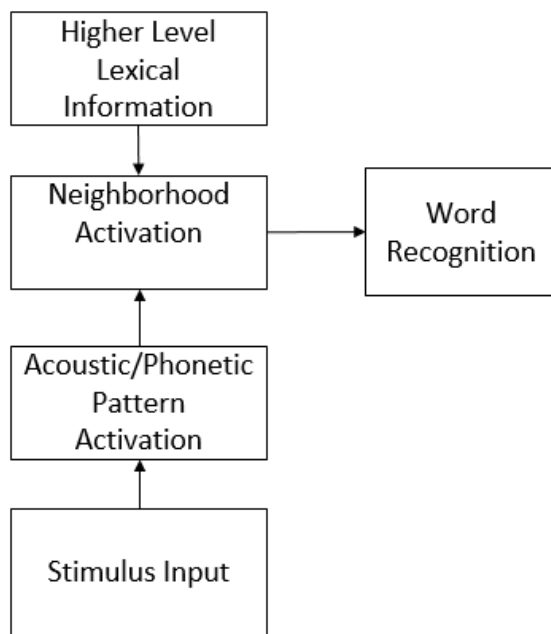 Higher Level
Lexical
Information
Neighborhood
Activation
Word
Recognition
Acoustic/Phonetic
Pattern
Activation
Stimulus Input